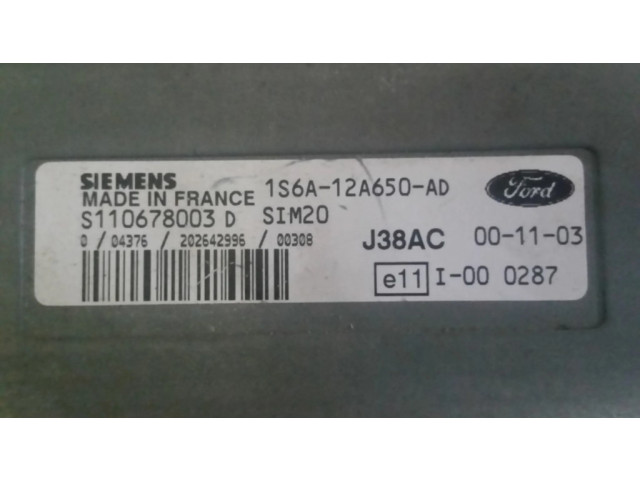 SIEMENS
MADE IN FRANCE
1S6A-12A650-AD
Ford
S110678003 D
SIM20
0 / 04376 / 202642996 / 00308
J38AC
00-11-03
e11
I-00 0287